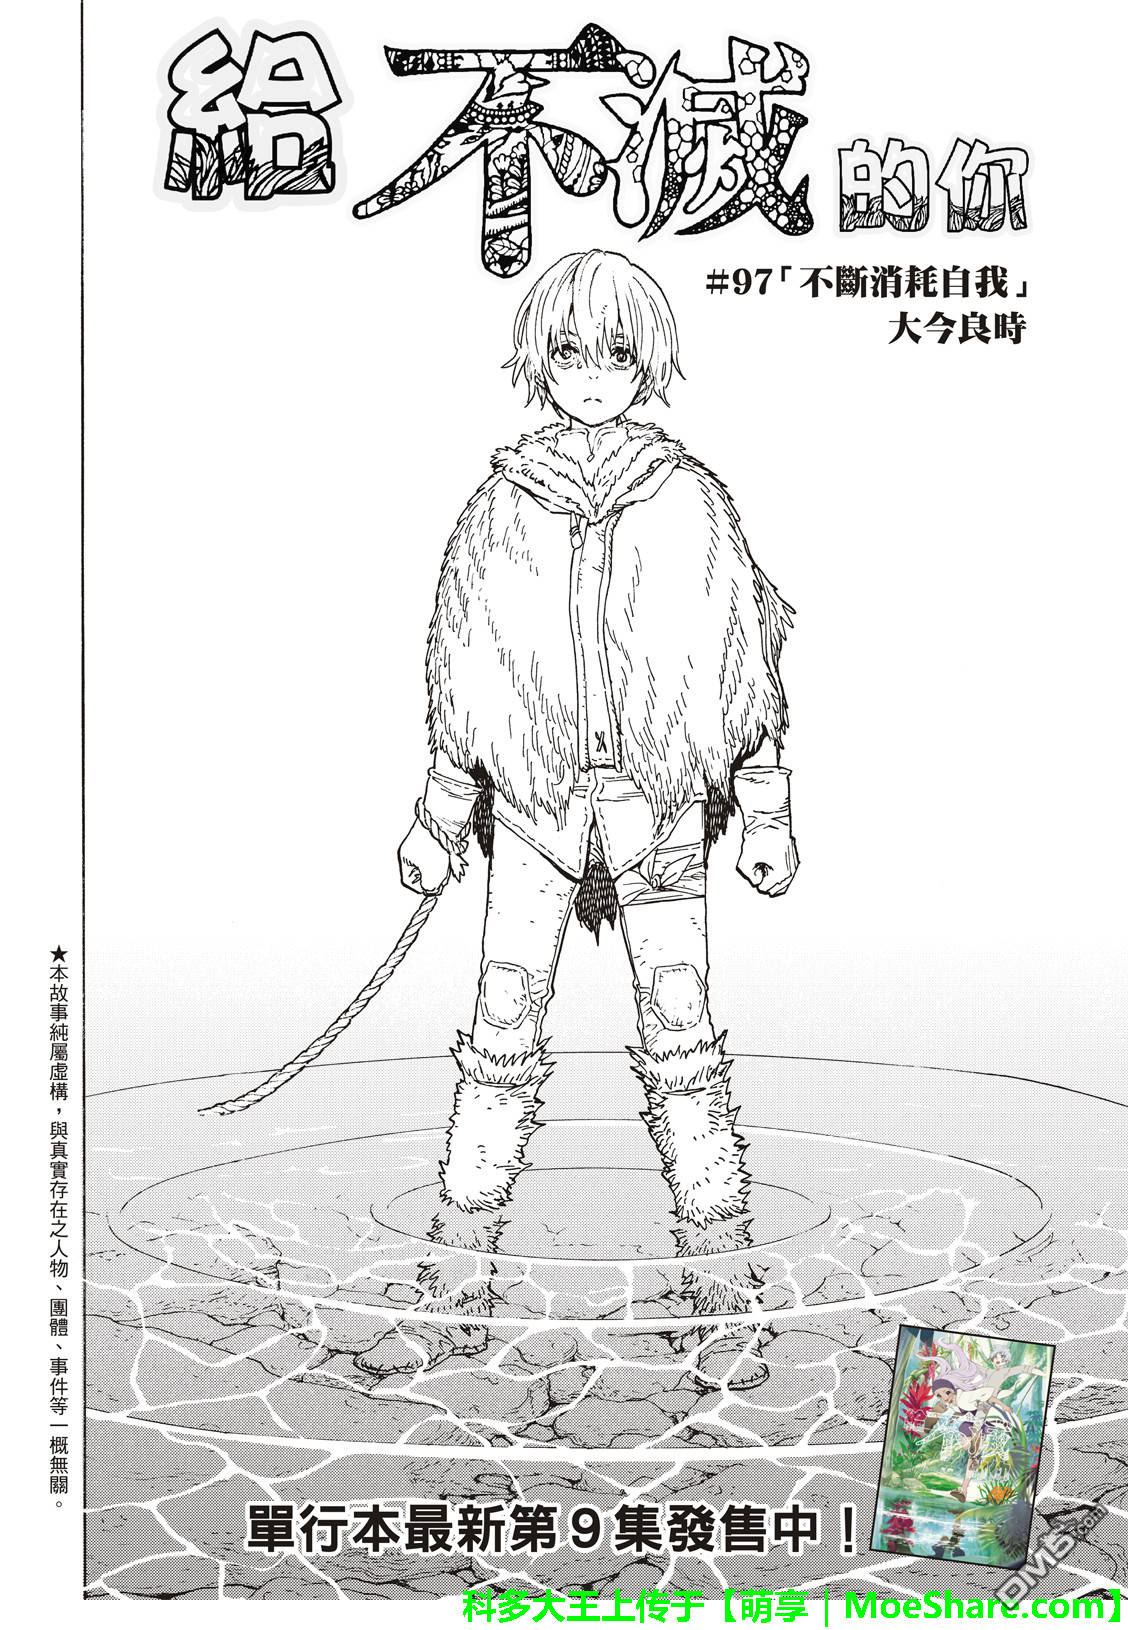 給不滅的你
#97「不斷消耗自我」
大今良時
★本故事純屬虛構，與真實存在之人物、團體、事件等一概無關。
單行本最新第9集發售中！
科多大王上传于【萌享｜MoeShare.com】
DM5.com